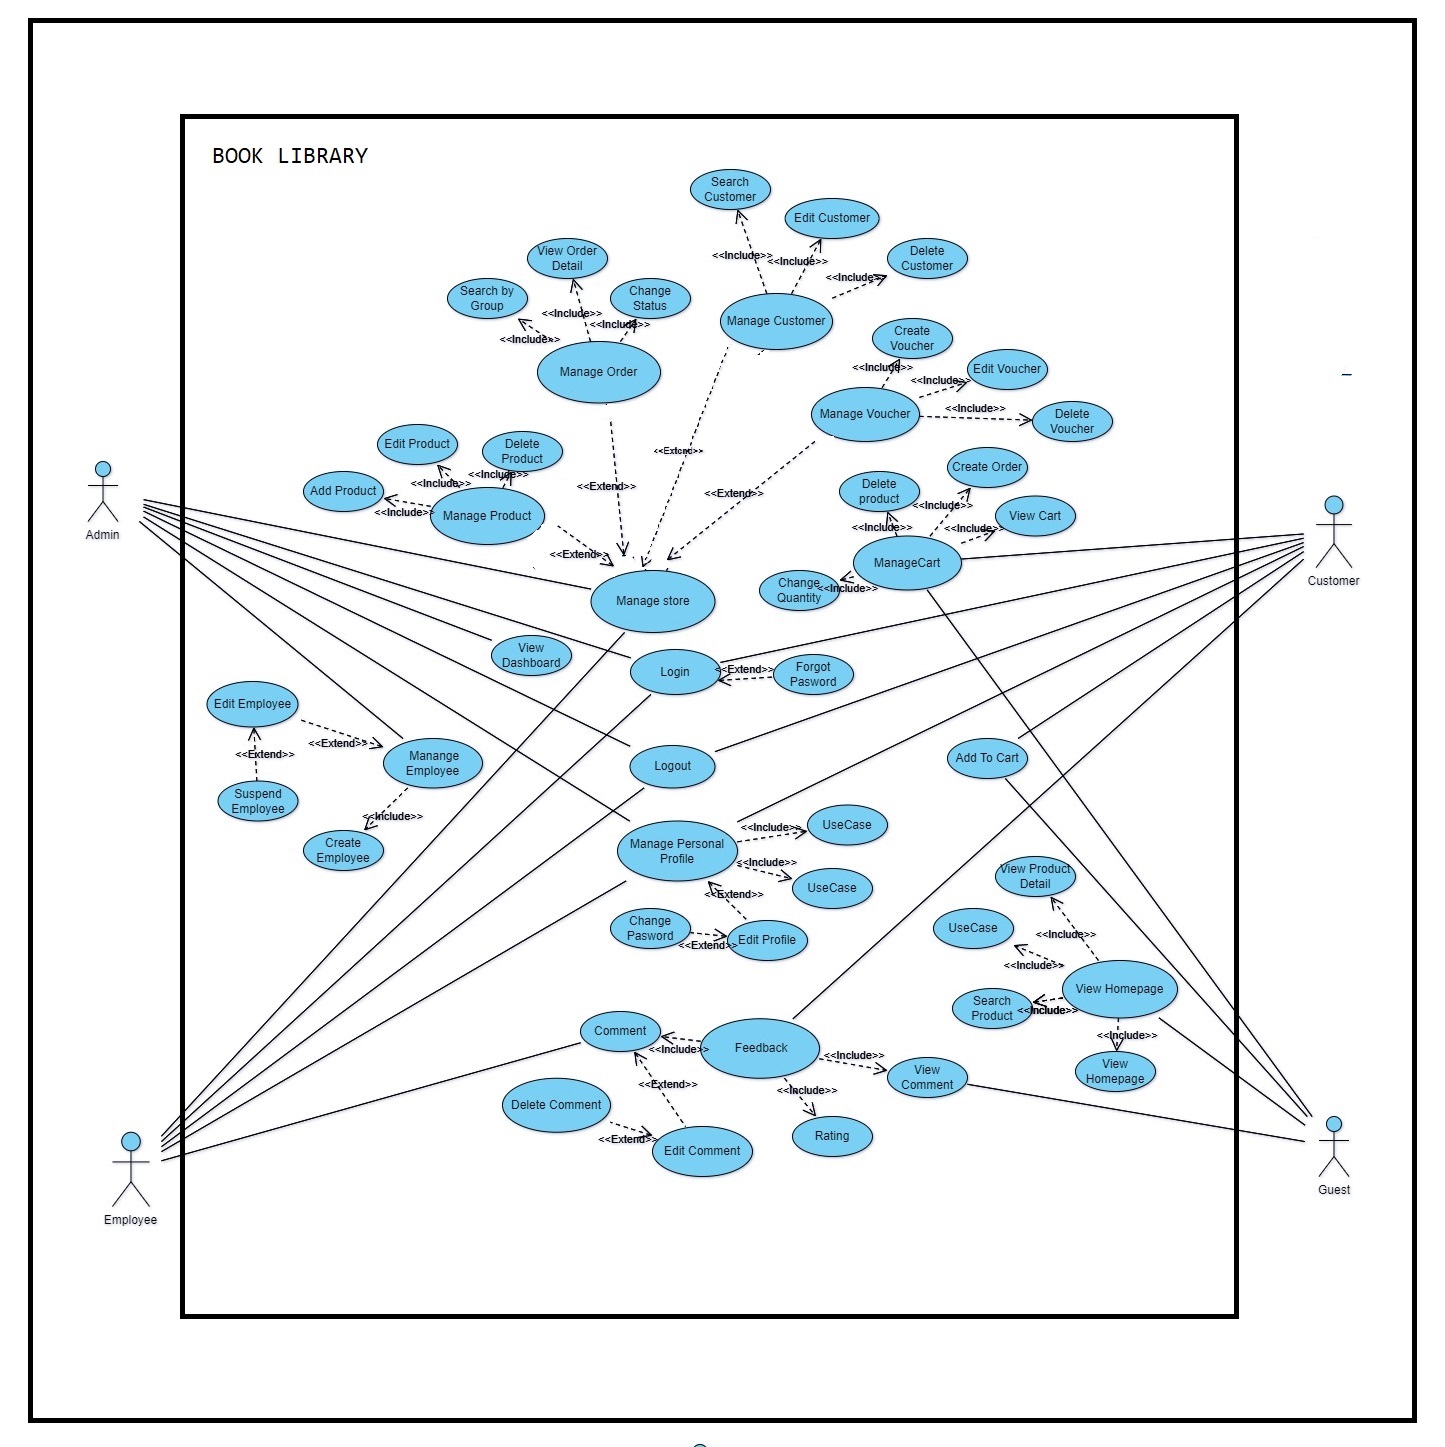 BOOK LIBRARY
Search
Customer
Edit Customer
Delete
Customer
<<Include>>
<<Include>>
<<Include>>
Manage Customer
View Order
Detail
Search by
Group
Change
Status
<<Include>>
<<Include>>
<<Include>>
Manage Order
Create
Voucher
Edit Voucher
Delete
Voucher
<<Include>>
<<Include>>
<<Include>>
Manage Voucher
Edit Product
Delete
Product
Add Product
<<Include>>
<<Include>>
<<Include>>
Manage Product
<<Extend>>
<<Extend>>
<<Extend>>
<<Extend>>
Create Order
Delete
product
View Cart
<<Include>>
<<Include>>
<<Include>>
ManageCart
Change
Quantity
<<Include>>
Admin
Customer
Manage store
View
Dashboard
Login
<<Extend>>
Forgot
Pasword
Edit Employee
<<Extend>>
<<Extend>>
Manange
Employee
Suspend
Employee
<<Include>>
Create
Employee
Logout
Add To Cart
Manage Personal
Profile
<<Include>>
UseCase
<<Include>>
UseCase
<<Extend>>
Change
Pasword
<<Extend>>
Edit Profile
View Product
Detail
UseCase
<<Include>>
<<Include>>
View Homepage
Search
Product
<<Include>>
<<Include>>
View
Homepage
Comment
<<Include>>
Feedback
<<Include>>
View
Comment
<<Extend>>
<<Include>>
Delete Comment
<<Extend>>
Edit Comment
Rating
Employee
Guest